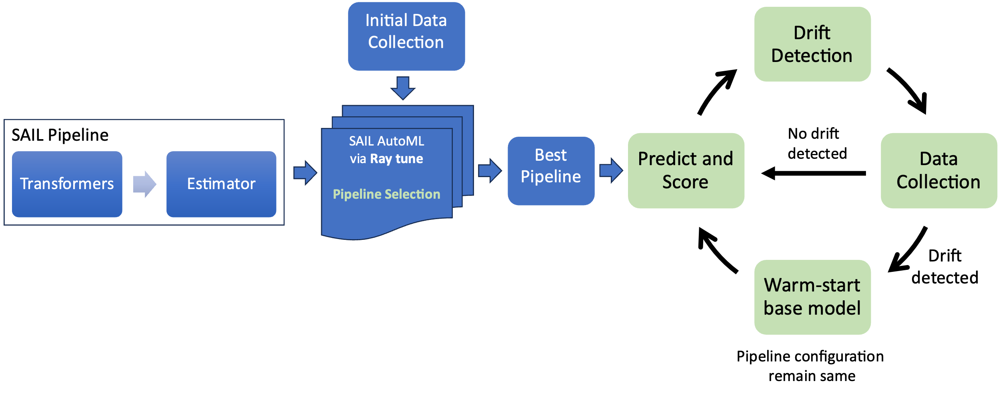 Initial Data
Collection
SAIL Pipeline
Transformers
Estimator
SAIL AutoML
via Ray tune
Pipeline Selection
Best
Pipeline
Predict and
Score
Drift
Detection
Data
Collection
No drift
detected
Drift
detected
Warm-start
base model
Pipeline configuration
remain same